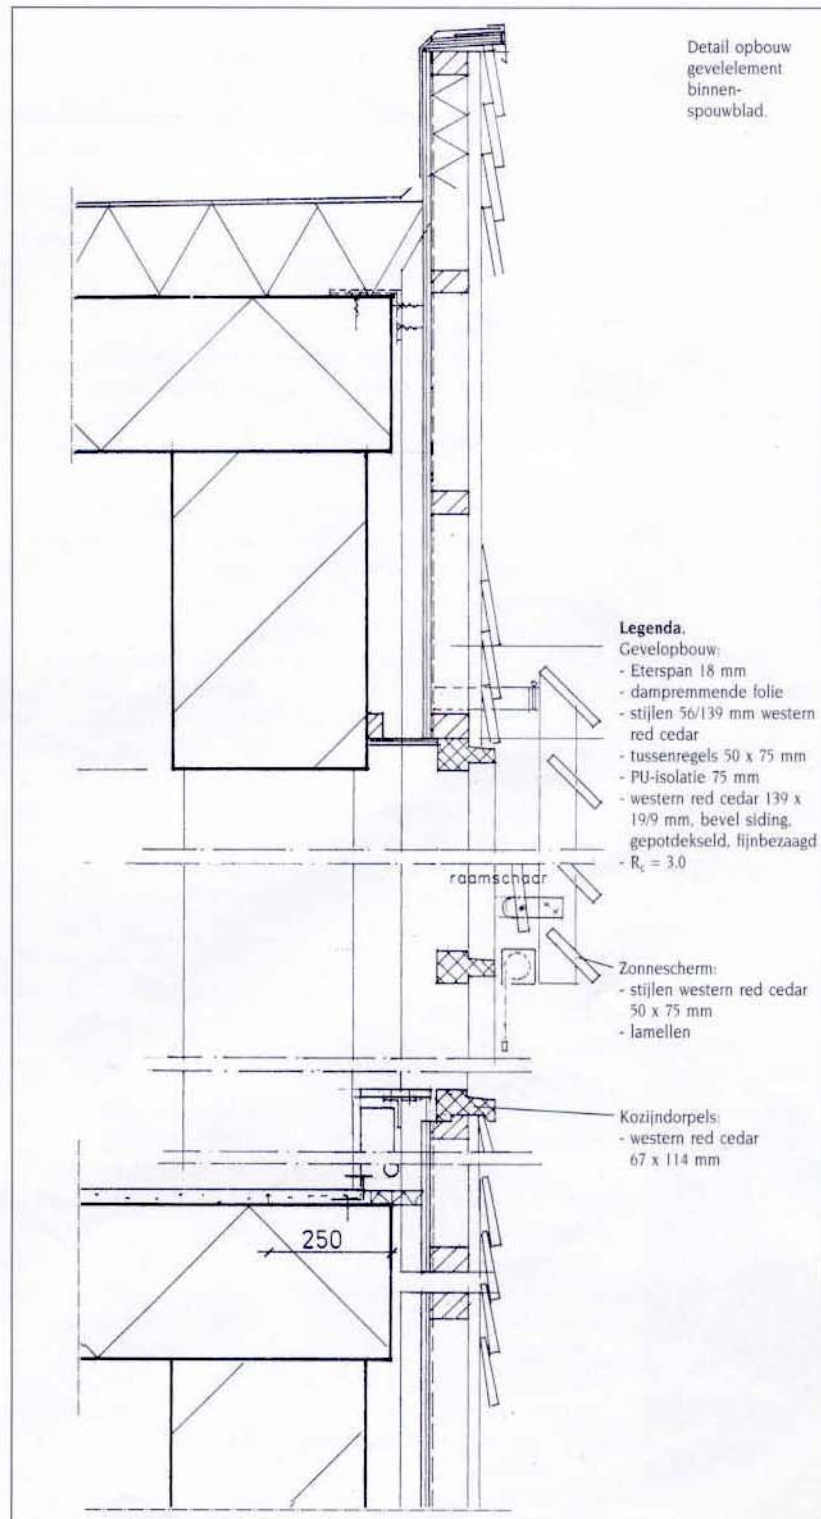 Detail opbouw
gevelelement
binnen-
spouwblad.
Legenda.
Gevelopbouw:
- Eterspan 18 mm
- dampremmende folie
- stijlen 56/139 mm western
red cedar
- tussenregels 50 x 75 mm
- PU-isolatie 75 mm
- western red cedar 139 x
19/9 mm, bevel siding,
gepotdekseld, fijnbezaagd
- Rc = 3.0
raamschaar
Zonnescherm:
- stijlen western red cedar
50 x 75 mm
- lamellen
Kozijndorpels:
- western red cedar
67 x 114 mm
250